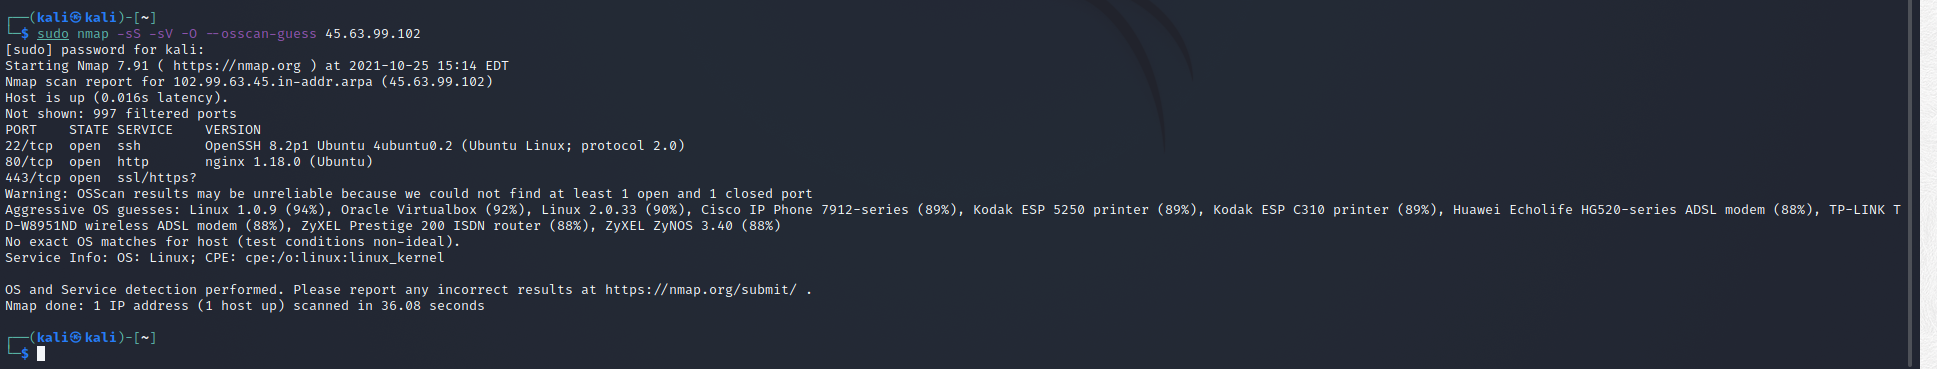 ┌──(kali㉿kali)-[~]
└─$ sudo nmap -sS -sV -O --osscan-guess 45.63.99.102
[sudo] password for kali:
Starting Nmap 7.91 ( https://nmap.org ) at 2021-10-25 15:14 EDT
Nmap scan report for 102.99.63.45.in-addr.arpa (45.63.99.102)
Host is up (0.016s latency).
Not shown: 997 filtered ports
PORT    STATE SERVICE    VERSION
22/tcp  open  ssh        OpenSSH 8.2p1 Ubuntu 4ubuntu0.2 (Ubuntu Linux; protocol 2.0)
80/tcp  open  http       nginx 1.18.0 (Ubuntu)
443/tcp open  ssl/https?
Warning: OSScan results may be unreliable because we could not find at least 1 open and 1 closed port
Aggressive OS guesses: Linux 1.0.9 (94%), Oracle Virtualbox (92%), Linux 2.0.33 (90%), Cisco IP Phone 7912-series (89%), Kodak ESP 5250 printer (89%), Kodak ESP C310 printer (89%), Huawei Echolife HG520-series ADSL modem (88%), TP-LINK T
D-W8951ND wireless ADSL modem (88%), ZyXEL Prestige 200 ISDN router (88%), ZyXEL ZyNOS 3.40 (88%)
No exact OS matches for host (test conditions non-ideal).
Service Info: OS: Linux; CPE: cpe:/o:linux:linux_kernel

OS and Service detection performed. Please report any incorrect results at https://nmap.org/submit/ .
Nmap done: 1 IP address (1 host up) scanned in 36.08 seconds

┌──(kali㉿kali)-[~]
└─$